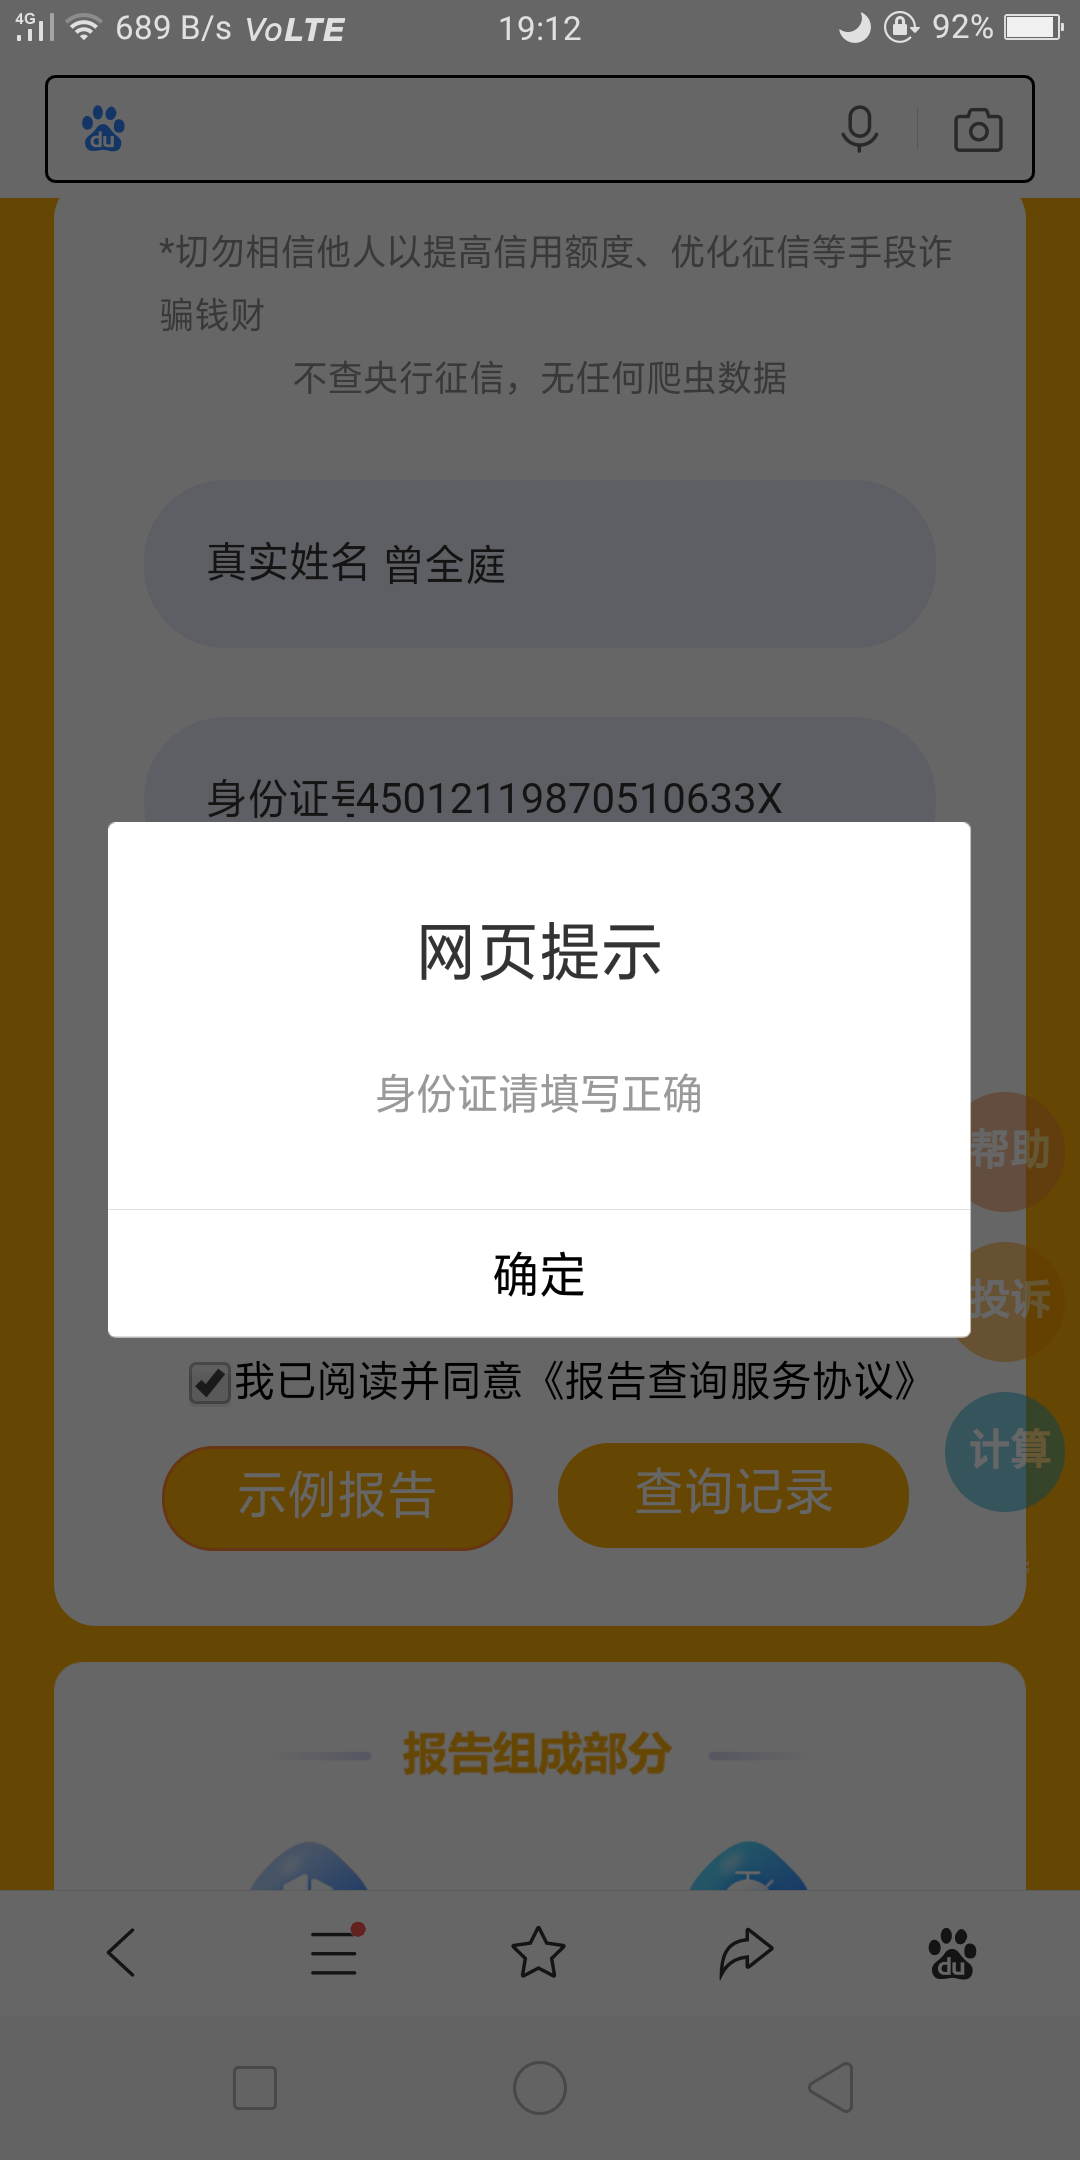 4G 689 B/s VoLTE 19:12 92%
du
*切勿相信他人以提高信用额度、优化征信等手段诈
骗钱财
不查央行征信，无任何爬虫数据
真实姓名 曾全庭
身份证号45012119870510633X
网页提示
身份证请填写正确
帮助
确定
投诉
我已阅读并同意《报告查询服务协议》
计算
示例报告 查询记录
报告组成部分
du